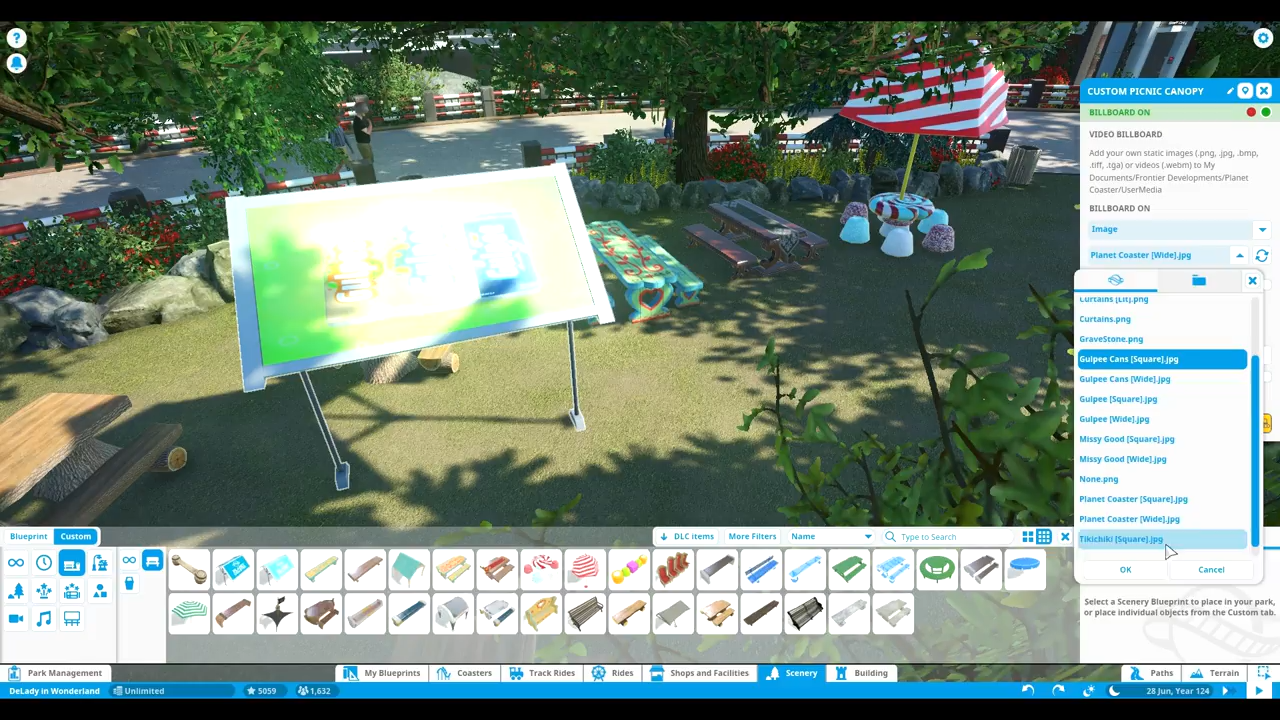 CUSTOM PICNIC CANOPY
BILLBOARD ON
VIDEO BILLBOARD
Add your own static images (.png, .jpg, .bmp,
.tiff, .tga) or videos (.webm) to My
Documents/Frontier Developments/Planet
Coaster/UserMedia
BILLBOARD ON
Image
Planet Coaster [Wide].jpg
Curtains [Lit].png
Curtains.png
GraveStone.png
Gulpee Cans [Square].jpg
Gulpee Cans [Wide].jpg
Gulpee [Square].jpg
Gulpee [Wide].jpg
Missy Good [Square].jpg
Missy Good [Wide].jpg
None.png
Planet Coaster [Square].jpg
Planet Coaster [Wide].jpg
Tikichiki [Square].jpg
OK Cancel
Select a Scenery Blueprint to place in your park,
or place individual objects from the Custom tab.
Blueprint Custom DLC items More Filters Name Type to Search
Park Management My Blueprints Coasters Track Rides Rides Shops and Facilities Scenery Building Paths Terrain
DeLady in Wonderland Unlimited 5059 1,632 28 Jun, Year 124